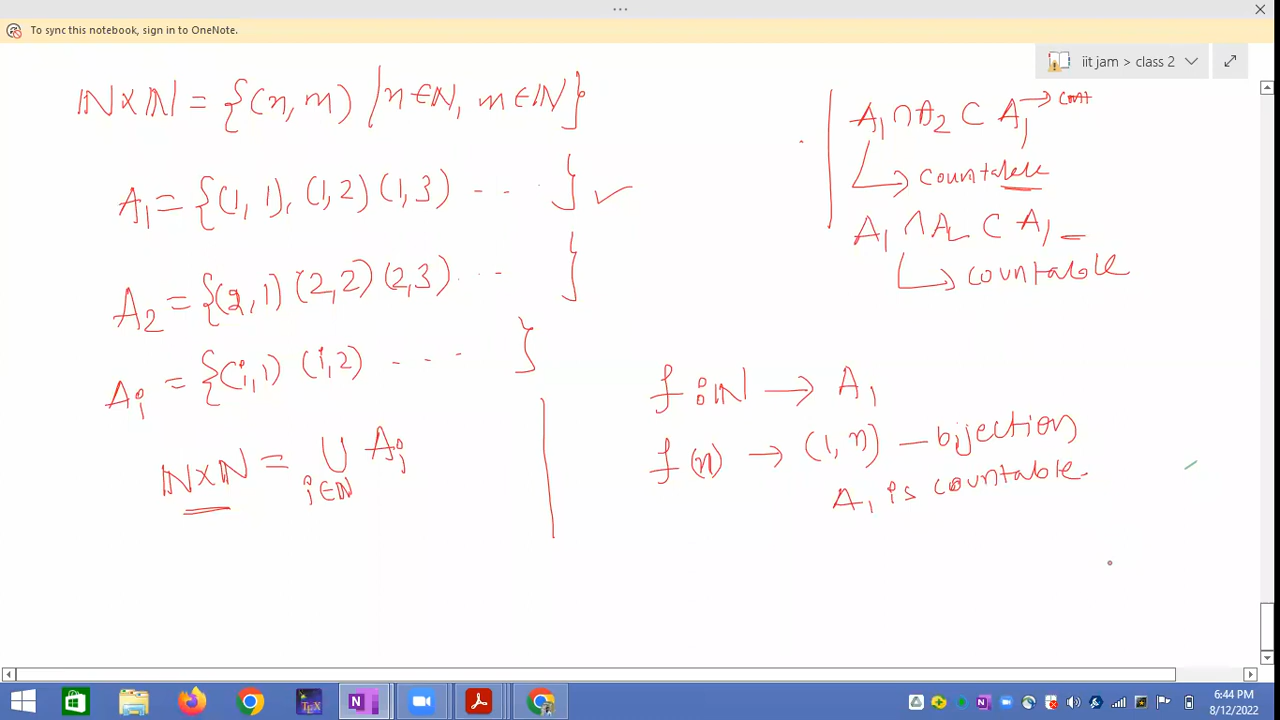 To sync this notebook, sign in to OneNote.
iit jam > class 2
ℕ×ℕ = {(n, m) | n∈ℕ, m∈ℕ}
A₁ = {(1, 1), (1,2) (1,3) --- }
A₂ = {(2,1) (2,2) (2,3) --- }
Aᵢ = {(i,1) (i,2) --- }
ℕ×ℕ = ∪ Aᵢ
i∈ℕ
A₁ ∩ A₂ ⊂ A₁ →
↳ countable
A₁ ∩ A₂ ⊂ A₁
↳ countable
f : ℕ → A₁
f(n) → (1, n) — bijection
A₁ is countable.
6:44 PM
8/12/2022